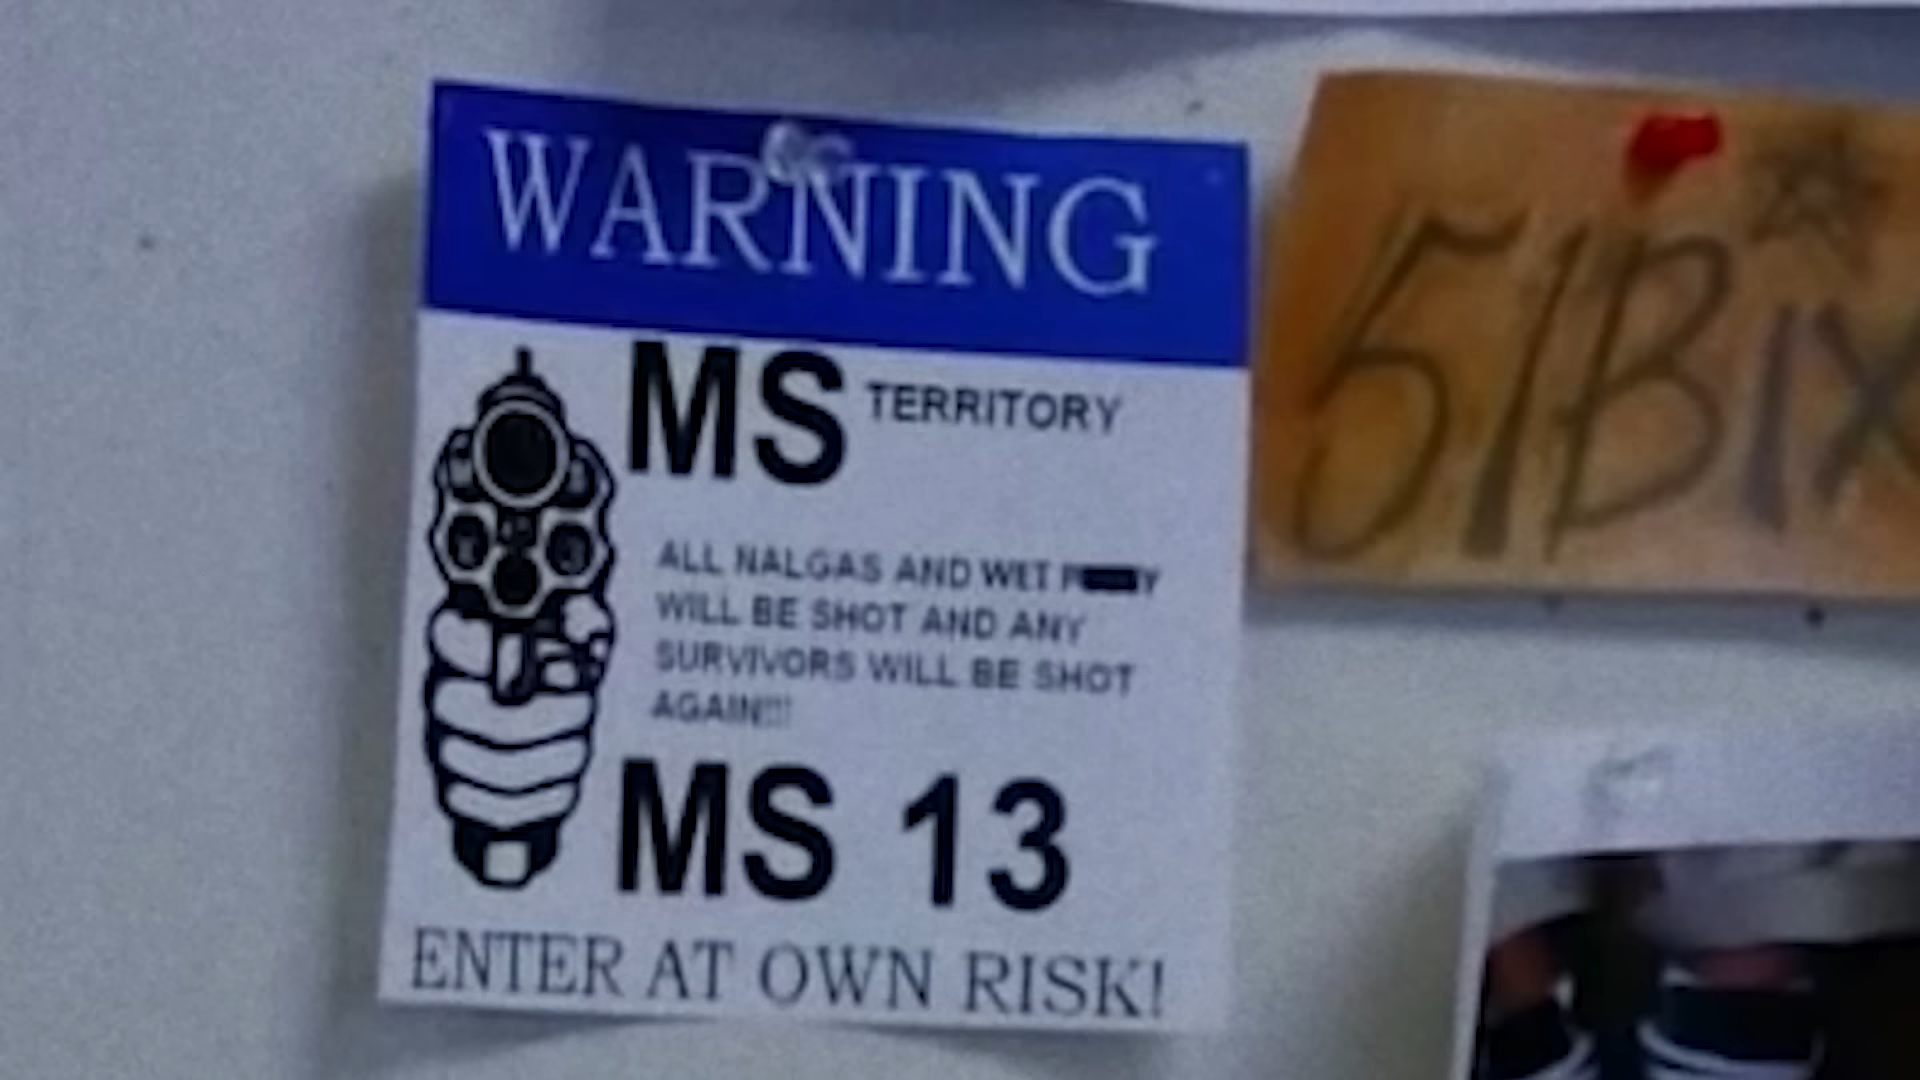 WARNING
MS TERRITORY
ALL NALGAS AND WET P Y
WILL BE SHOT AND ANY
SURVIVORS WILL BE SHOT
AGAIN!!!
MS 13
ENTER AT OWN RISK!
51BIX